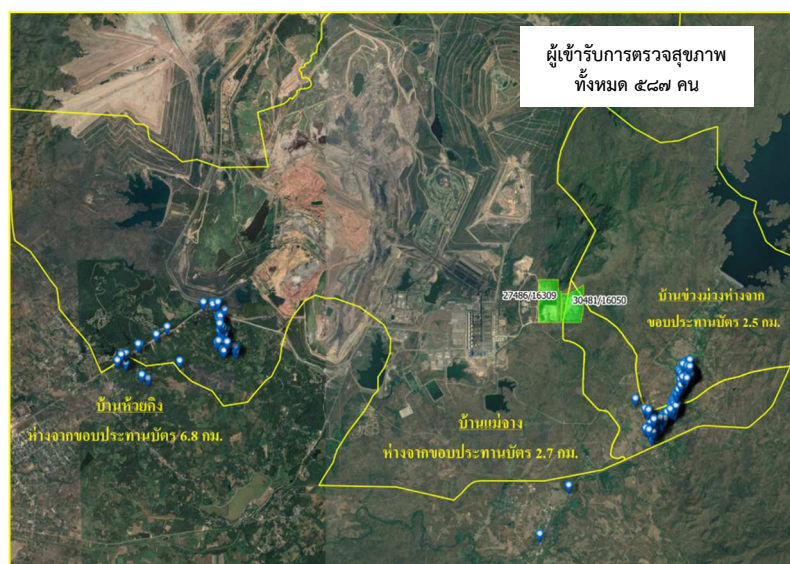 ผู้เข้ารับการตรวจสุขภาพ
ทั้งหมด ๕๘๗ คน
27486/16309
30481/16050
บ้านข่วงม่วงห่างจาก
ขอบประทานบัตร 2.5 กม.
บ้านห้วยคิง
ห่างจากขอบประทานบัตร 6.8 กม.
บ้านแม่จาง
ห่างจากขอบประทานบัตร 2.7 กม.